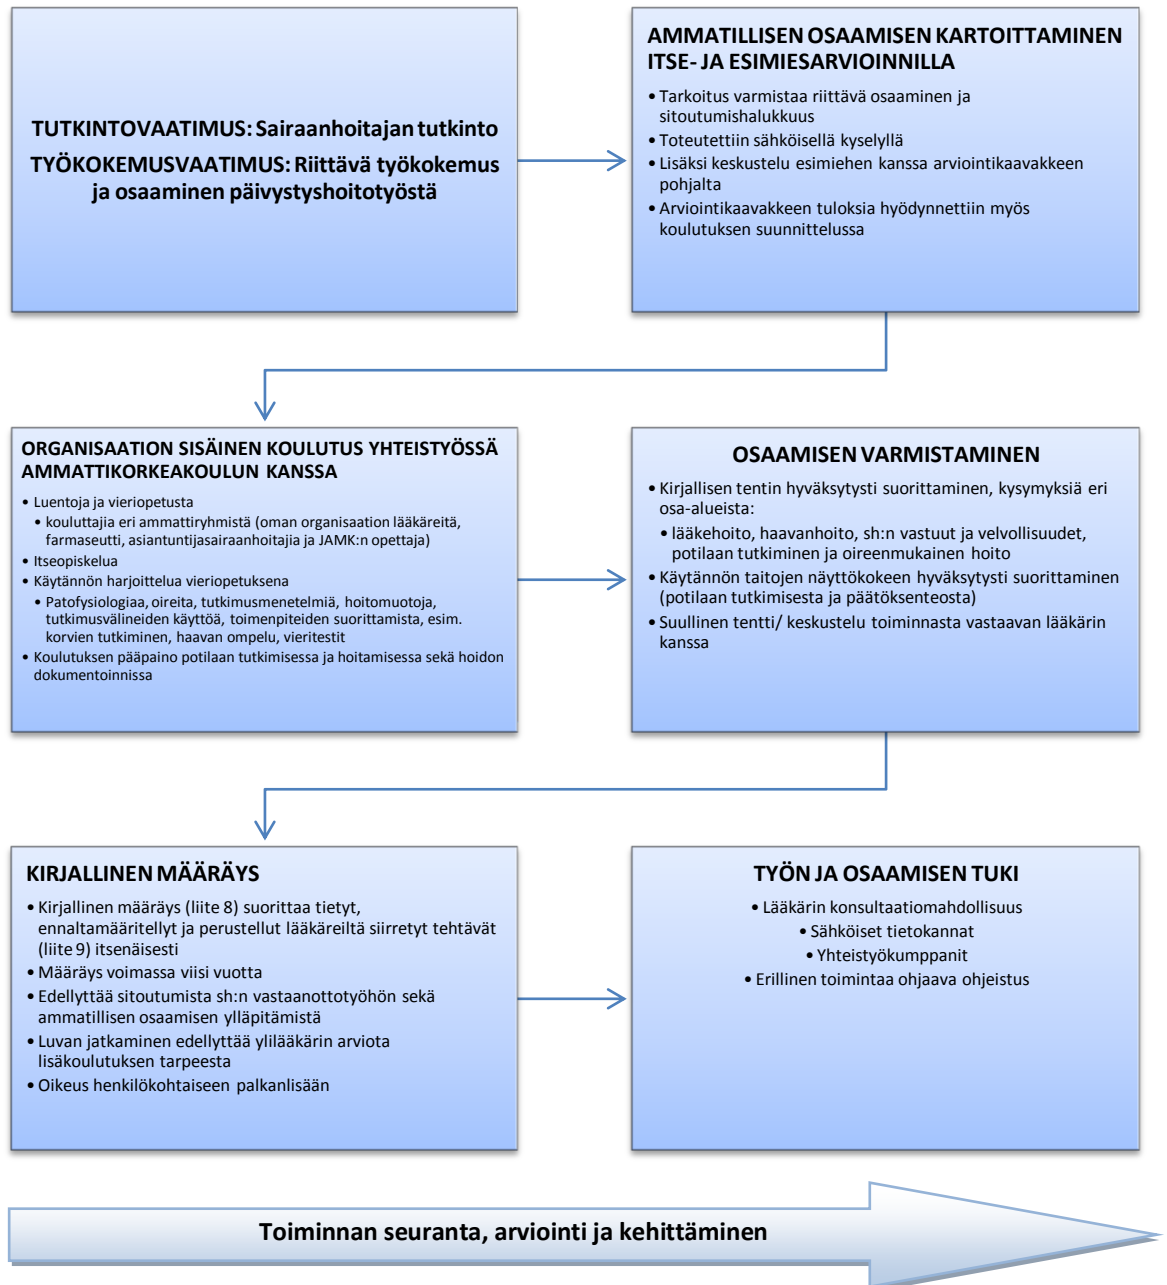 TUTKINTOVAATIMUS: Sairaanhoitajan tutkinto
TYÖKOKEMUSVAATIMUS: Riittävä työkokemus
ja osaaminen päivystyshoitotyöstä
AMMATILLISEN OSAAMISEN KARTOITTAMINEN
ITSE- JA ESIMIESARVIOINNILLA
• Tarkoitus varmistaa riittävä osaaminen ja
sitoutumishalukkuus
• Toteutettiin sähköisellä kyselyllä
• Lisäksi keskustelu esimiehen kanssa arviointikaavakkeen
pohjalta
• Arviointikaavakkeen tuloksia hyödynnettiin myös
koulutuksen suunnittelussa
ORGANISAATION SISÄINEN KOULUTUS YHTEISTYÖSSÄ
AMMATTIKORKEAKOULUN KANSSA
• Luentoja ja vieriopetusta
• kouluttajia eri ammattiryhmistä (oman organisaation lääkäreitä,
farmaseutti, asiantuntijasairaanhoitajia ja JAMK:n opettaja)
• Itseopiskelua
• Käytännön harjoittelua vieriopetuksena
• Patofysiologiaa, oireita, tutkimusmenetelmiä, hoitomuotoja,
tutkimusvälineiden käyttöä, toimenpiteiden suorittamista, esim.
korvien tutkiminen, haavan ompelu, vieritestit
• Koulutuksen pääpaino potilaan tutkimisessa ja hoitamisessa sekä hoidon
dokumentoinnissa
OSAAMISEN VARMISTAMINEN
• Kirjallisen tentin hyväksytysti suorittaminen, kysymyksiä eri
osa-alueista:
• lääkehoito, haavanhoito, sh:n vastuut ja velvollisuudet,
potilaan tutkiminen ja oireenmukainen hoito
• Käytännön taitojen näyttökokeen hyväksytysti suorittaminen
(potilaan tutkimisesta ja päätöksenteosta)
• Suullinen tentti/ keskustelu toiminnasta vastaavan lääkärin
kanssa
KIRJALLINEN MÄÄRÄYS
• Kirjallinen määräys (liite 8) suorittaa tietyt,
ennaltamääritellyt ja perustellut lääkäreiltä siirretyt tehtävät
(liite 9) itsenäisesti
• Määräys voimassa viisi vuotta
• Edellyttää sitoutumista sh:n vastaanottotyöhön sekä
ammatillisen osaamisen ylläpitämistä
• Luvan jatkaminen edellyttää ylilääkärin arviota
lisäkoulutuksen tarpeesta
• Oikeus henkilökohtaiseen palkanlisään
TYÖN JA OSAAMISEN TUKI
• Lääkärin konsultaatiomahdollisuus
• Sähköiset tietokannat
• Yhteistyökumppanit
• Erillinen toimintaa ohjaava ohjeistus
Toiminnan seuranta, arviointi ja kehittäminen